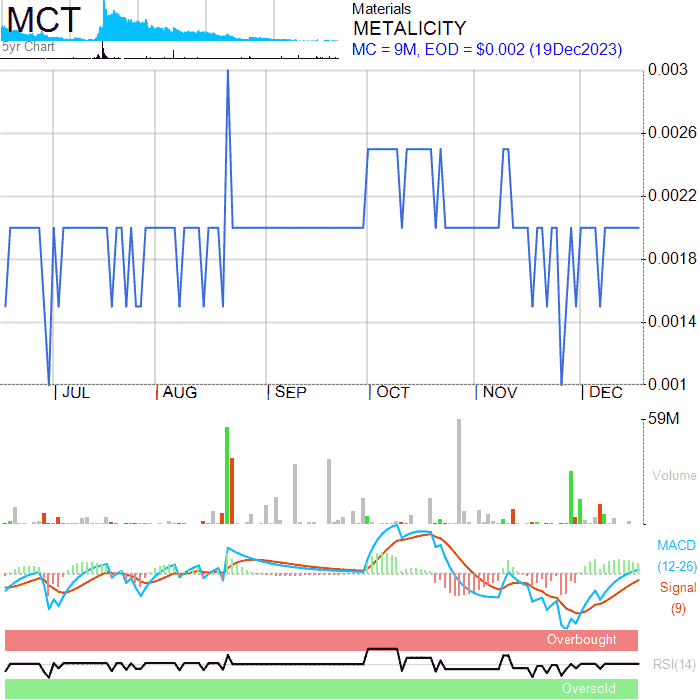 MCT
5yr Chart
Materials
METALICITY
MC = 9M, EOD = $0.002 (19Dec2023)
0.003
0.0026
0.0022
0.0018
0.0014
0.001
JUL
AUG
SEP
OCT
NOV
DEC
59M
Volume
MACD
(12-26)
Signal
(9)
Overbought
RSI(14)
Oversold